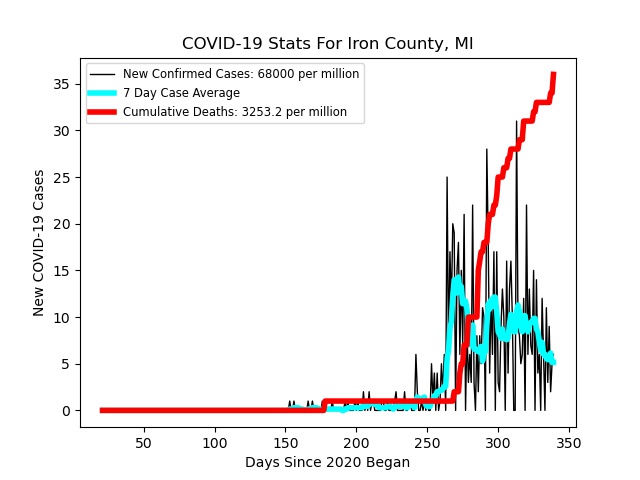 COVID-19 Stats For Iron County, MI
New Confirmed Cases: 68000 per million
7 Day Case Average
Cumulative Deaths: 3253.2 per million
New COVID-19 Cases
35
30
25
20
15
10
5
0
50
100
150
200
250
300
350
Days Since 2020 Began